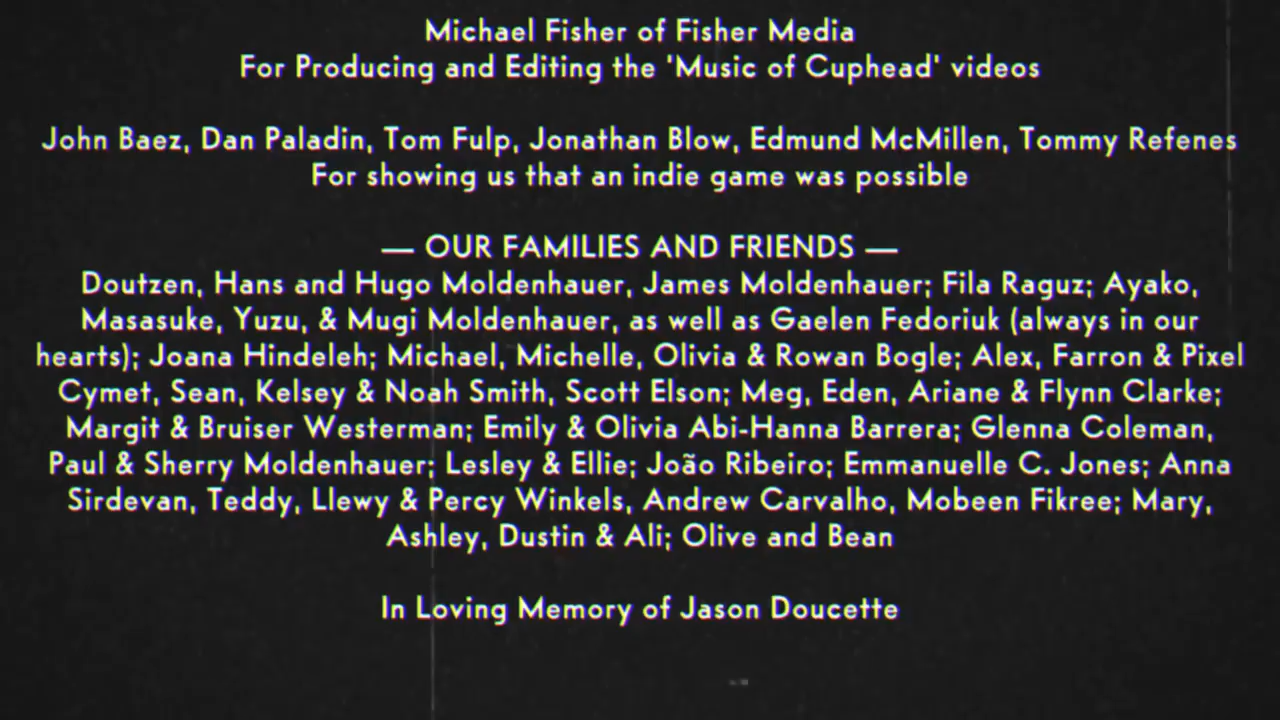 Michael Fisher of Fisher Media
For Producing and Editing the 'Music of Cuphead' videos
John Baez, Dan Paladin, Tom Fulp, Jonathan Blow, Edmund McMillen, Tommy Refenes
For showing us that an indie game was possible
— OUR FAMILIES AND FRIENDS —
Doutzen, Hans and Hugo Moldenhauer, James Moldenhauer; Fila Raguz; Ayako,
Masasuke, Yuzu, & Mugi Moldenhauer, as well as Gaelen Fedoriuk (always in our
hearts); Joana Hindeleh; Michael, Michelle, Olivia & Rowan Bogle; Alex, Farron & Pixel
Cymet, Sean, Kelsey & Noah Smith, Scott Elson; Meg, Eden, Ariane & Flynn Clarke;
Margit & Bruiser Westerman; Emily & Olivia Abi-Hanna Barrera; Glenna Coleman,
Paul & Sherry Moldenhauer; Lesley & Ellie; João Ribeiro; Emmanuelle C. Jones; Anna
Sirdevan, Teddy, Llewy & Percy Winkels, Andrew Carvalho, Mobeen Fikree; Mary,
Ashley, Dustin & Ali; Olive and Bean
In Loving Memory of Jason Doucette